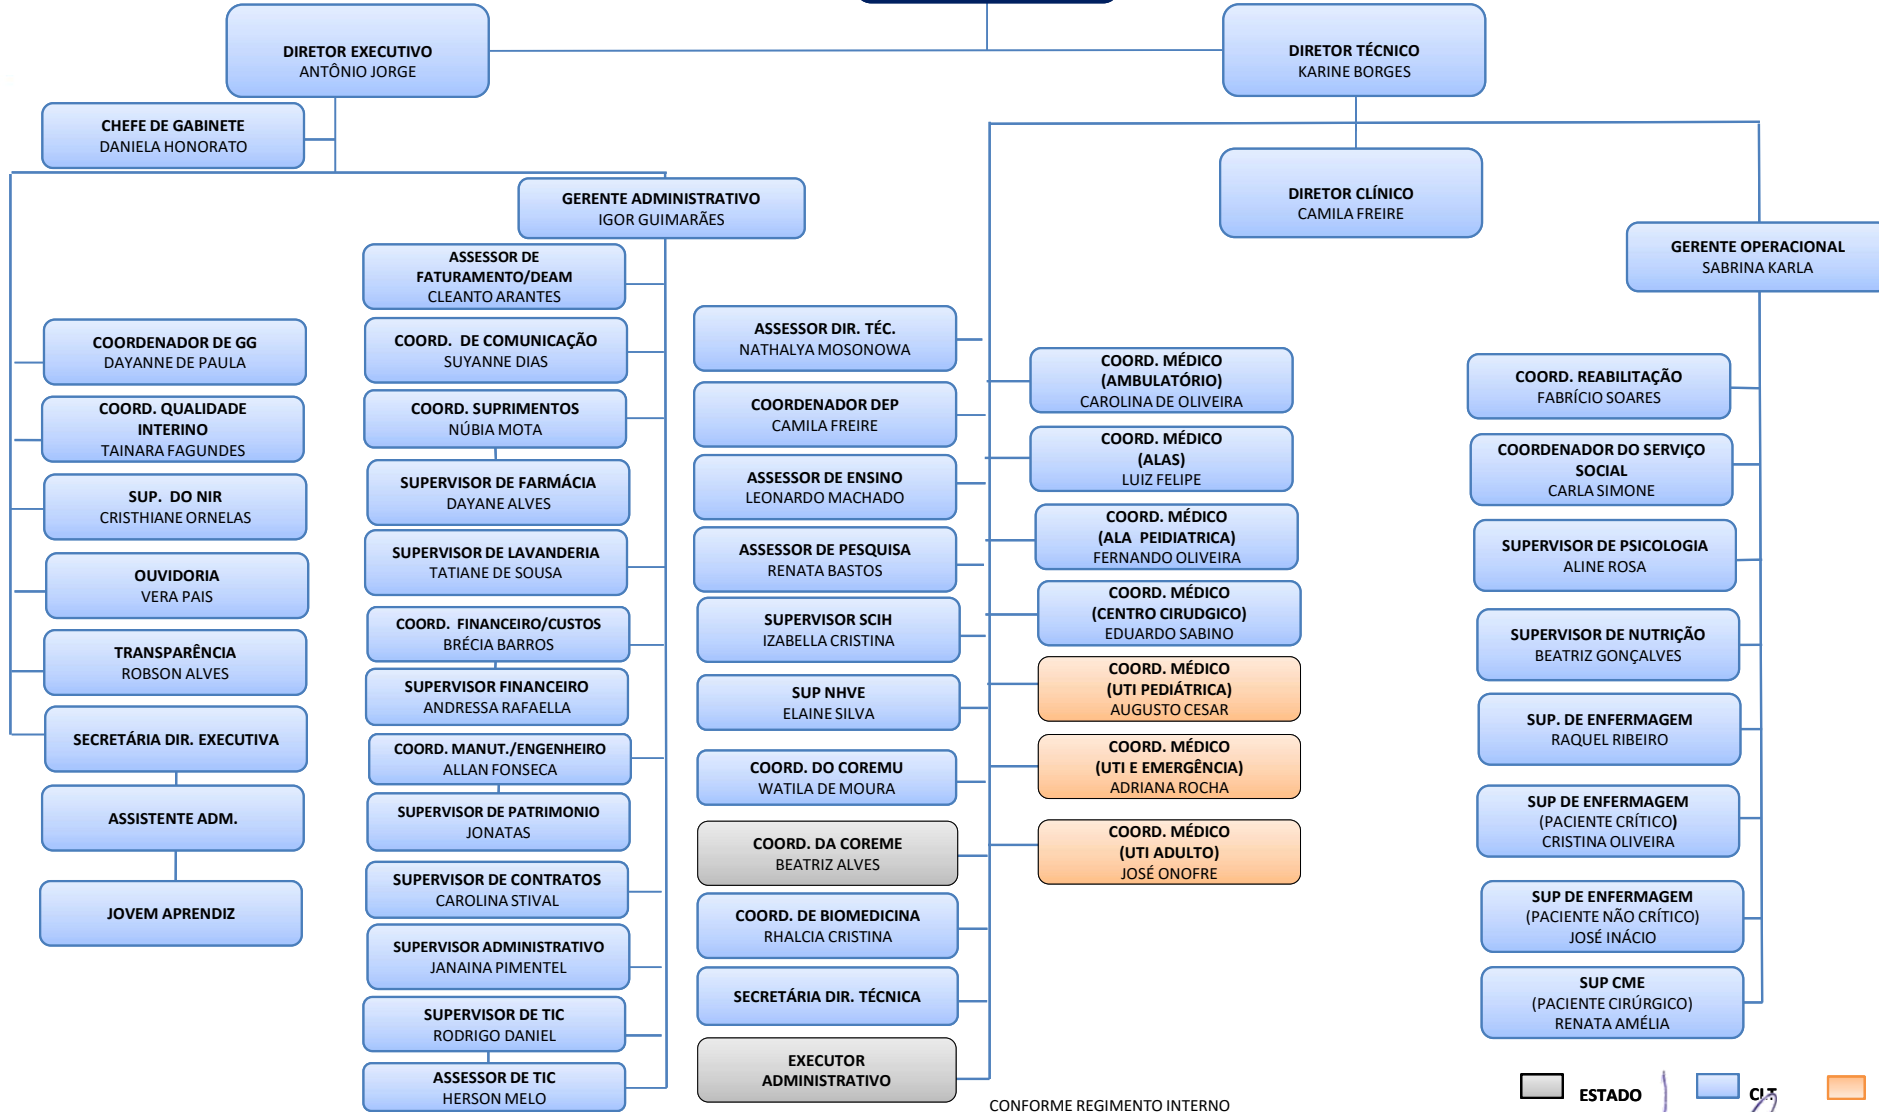 DIRETOR EXECUTIVO
ANTÔNIO JORGE
DIRETOR TÉCNICO
KARINE BORGES
CHEFE DE GABINETE
DANIELA HONORATO
GERENTE ADMINISTRATIVO
IGOR GUIMARÃES
DIRETOR CLÍNICO
CAMILA FREIRE
GERENTE OPERACIONAL
SABRINA KARLA
COORDENADOR DE GG
DAYANNE DE PAULA
COORD. QUALIDADE
INTERINO
TAINARA FAGUNDES
SUP. DO NIR
CRISTHIANE ORNELAS
OUVIDORIA
VERA PAIS
TRANSPARÊNCIA
ROBSON ALVES
SECRETÁRIA DIR. EXECUTIVA
ASSISTENTE ADM.
JOVEM APRENDIZ
ASSESSOR DE
FATURAMENTO/DEAM
CLEANTO ARANTES
COORD. DE COMUNICAÇÃO
SUYANNE DIAS
COORD. SUPRIMENTOS
NÚBIA MOTA
SUPERVISOR DE FARMÁCIA
DAYANE ALVES
SUPERVISOR DE LAVANDERIA
TATIANE DE SOUSA
COORD. FINANCEIRO/CUSTOS
BRÉCIA BARROS
SUPERVISOR FINANCEIRO
ANDRESSA RAFAELLA
COORD. MANUT./ENGENHEIRO
ALLAN FONSECA
SUPERVISOR DE PATRIMONIO
JONATAS
SUPERVISOR DE CONTRATOS
CAROLINA STIVAL
SUPERVISOR ADMINISTRATIVO
JANAINA PIMENTEL
SUPERVISOR DE TIC
RODRIGO DANIEL
ASSESSOR DE TIC
HERSON MELO
ASSESSOR DIR. TÉC.
NATHALYA MOSONOWA
COORDENADOR DEP
CAMILA FREIRE
ASSESSOR DE ENSINO
LEONARDO MACHADO
ASSESSOR DE PESQUISA
RENATA BASTOS
SUPERVISOR SCIH
IZABELLA CRISTINA
SUP NHVE
ELAINE SILVA
COORD. DO COREMU
WATILA DE MOURA
COORD. DA COREME
BEATRIZ ALVES
COORD. DE BIOMEDICINA
RHALCIA CRISTINA
SECRETÁRIA DIR. TÉCNICA
EXECUTOR
ADMINISTRATIVO
COORD. MÉDICO
(AMBULATÓRIO)
CAROLINA DE OLIVEIRA
COORD. MÉDICO
(ALAS)
LUIZ FELIPE
COORD. MÉDICO
(ALA PEIDIATRICA)
FERNANDO OLIVEIRA
COORD. MÉDICO
(CENTRO CIRUDGICO)
EDUARDO SABINO
COORD. MÉDICO
(UTI PEDIÁTRICA)
AUGUSTO CESAR
COORD. MÉDICO
(UTI E EMERGÊNCIA)
ADRIANA ROCHA
COORD. MÉDICO
(UTI ADULTO)
JOSÉ ONOFRE
COORD. REABILITAÇÃO
FABRÍCIO SOARES
COORDENADOR DO SERVIÇO
SOCIAL
CARLA SIMONE
SUPERVISOR DE PSICOLOGIA
ALINE ROSA
SUPERVISOR DE NUTRIÇÃO
BEATRIZ GONÇALVES
SUP. DE ENFERMAGEM
RAQUEL RIBEIRO
SUP DE ENFERMAGEM
(PACIENTE CRÍTICO)
CRISTINA OLIVEIRA
SUP DE ENFERMAGEM
(PACIENTE NÃO CRÍTICO)
JOSÉ INÁCIO
SUP CME
(PACIENTE CIRÚRGICO)
RENATA AMÉLIA
CONFORME REGIMENTO INTERNO
ESTADO
CLT